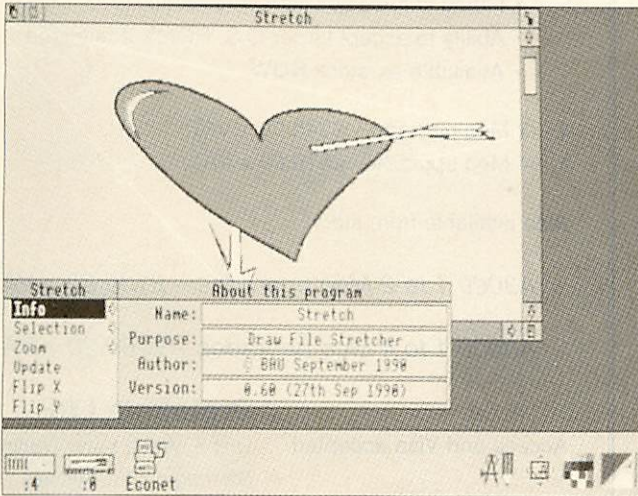 Stretch
Stretch
Info
Selection
Zoom
Update
Flip X
Flip Y
About this program
Name: Stretch
Purpose: Draw File Stretcher
Author: © BAU September 1990
Version: 0.60 (27th Sep 1990)
:4
:0
Econet